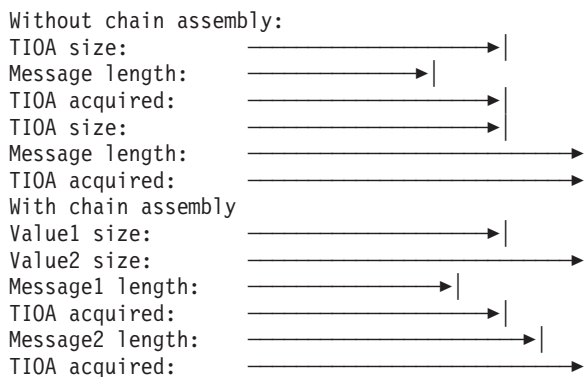 Without chain assembly:
TIOA size:
Message length:
TIOA acquired:
TIOA size:
Message length:
TIOA acquired:
With chain assembly
Value1 size:
Value2 size:
Message1 length:
TIOA acquired:
Message2 length:
TIOA acquired: